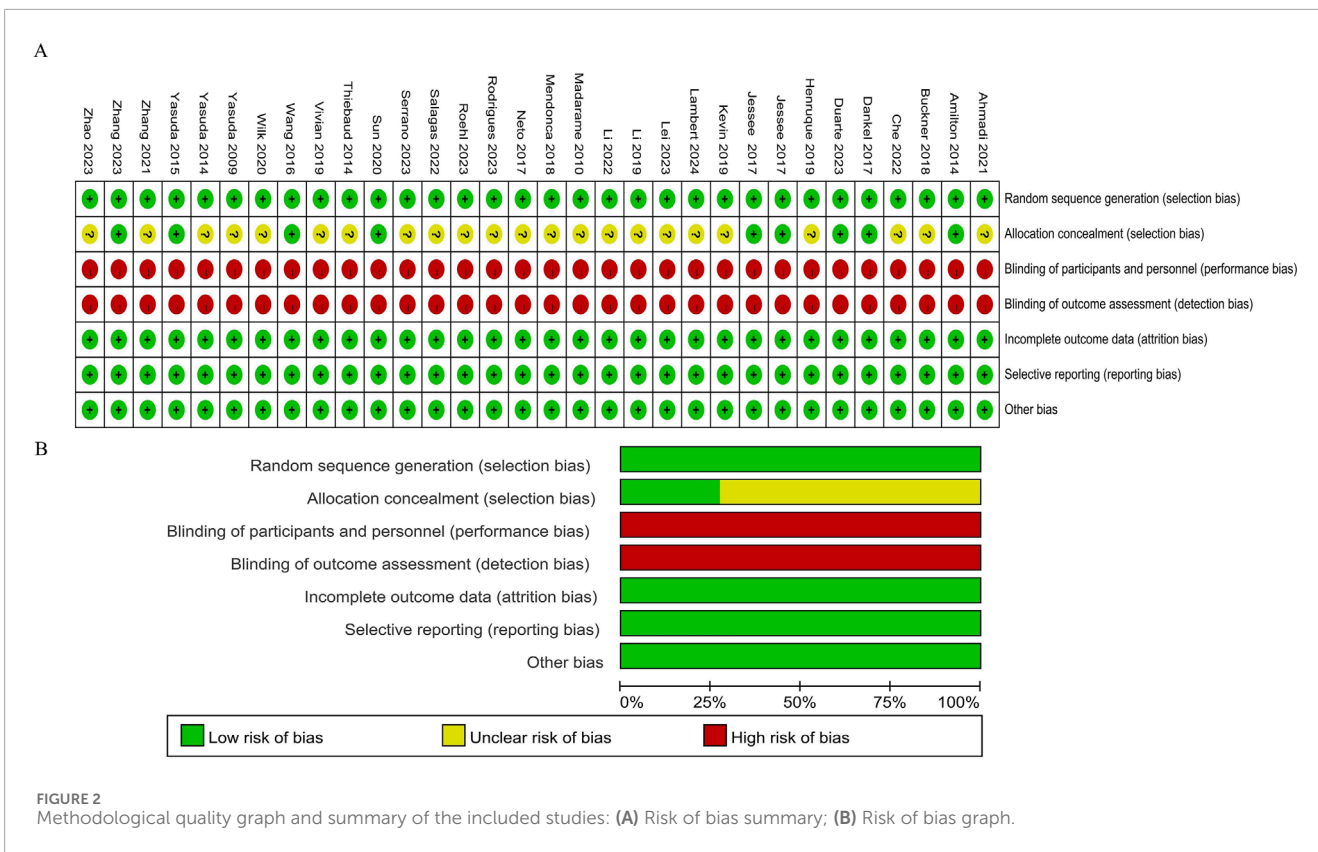 A
Zhao 2023
Zhang 2023
Zhang 2021
Yasuda 2015
Yasuda 2014
Yasuda 2009
Wilk 2020
Wang 2016
Vivian 2019
Thiebaud 2014
Sun 2020
Serrano 2023
Salagas 2022
Roehl 2023
Rodrigues 2023
Neto 2017
Mendonca 2018
Madarame 2010
Li 2022
Li 2019
Lei 2023
Lambert 2024
Kevin 2019
Jessee 2017
Jessee 2017
Henruque 2019
Duarte 2023
Dankel 2017
Che 2022
Buckner 2018
Amilton 2014
Ahmadi 2021
+ + + + + + + + + + + + + + + + + + + + + + + + + + + + + + + + Random sequence generation (selection bias)
? + ? + ? ? ? + ? ? + ? ? ? ? ? ? ? ? ? ? ? ? + + ? + + ? ? + ? Allocation concealment (selection bias)
- - - - - - - - - - - - - - - - - - - - - - - - - - - - - - - - Blinding of participants and personnel (performance bias)
- - - - - - - - - - - - - - - - - - - - - - - - - - - - - - - - Blinding of outcome assessment (detection bias)
+ + + + + + + + + + + + + + + + + + + + + + + + + + + + + + + + Incomplete outcome data (attrition bias)
+ + + + + + + + + + + + + + + + + + + + + + + + + + + + + + + + Selective reporting (reporting bias)
+ + + + + + + + + + + + + + + + + + + + + + + + + + + + + + + + Other bias
B
Random sequence generation (selection bias)
Allocation concealment (selection bias)
Blinding of participants and personnel (performance bias)
Blinding of outcome assessment (detection bias)
Incomplete outcome data (attrition bias)
Selective reporting (reporting bias)
Other bias
0% 25% 50% 75% 100%
Low risk of bias Unclear risk of bias High risk of bias
FIGURE 2
Methodological quality graph and summary of the included studies: (A) Risk of bias summary; (B) Risk of bias graph.